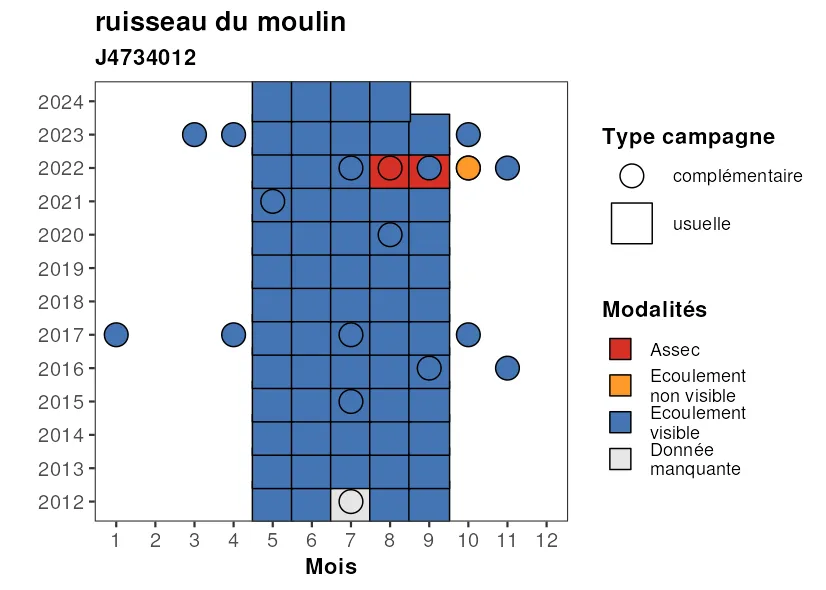 ruisseau du moulin
J4734012
2024
2023
2022
2021
2020
2019
2018
2017
2016
2015
2014
2013
2012
1 2 3 4 5 6 7 8 9 10 11 12
Mois
Type campagne
complémentaire
usuelle
Modalités
Assec
Ecoulement
non visible
Ecoulement
visible
Donnée
manquante